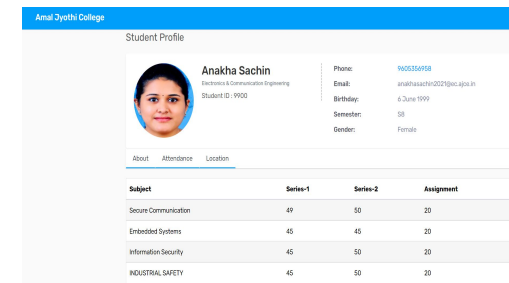 Amal Jyothi College
Student Profile
Anakha Sachin
Electronics & Communication Engineering
Student ID : 9900
Phone: 9605356958
Email: anakhasachin2021@ec.ajce.in
Birthday: 6 June 1999
Semester: S8
Gender: Female
About Attendance Location
Subject Series-1 Series-2 Assignment
Secure Communication 49 50 20
Embedded Systems 45 45 20
Information Security 45 50 20
INDUSTRIAL SAFETY 45 50 20